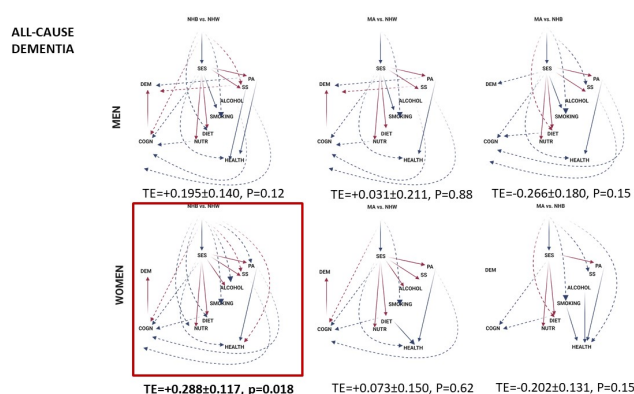 ALL-CAUSE
DEMENTIA
NHB vs. NHW
MA vs. NHW
MA vs. NHB
MEN
SES
PA
SS
DEM
ALCOHOL
SMOKING
DIET
COGN
NUTR
HEALTH
SES
PA
SS
DEM
ALCOHOL
SMOKING
DIET
COGN
NUTR
HEALTH
SES
PA
SS
DEM
ALCOHOL
SMOKING
DIET
COGN
NUTR
HEALTH
TE=+0.195±0.140, P=0.12
TE=+0.031±0.211, P=0.88
TE=-0.266±0.180, P=0.15
NHB vs. NHW
MA vs. NHW
MA vs. NHB
WOMEN
SES
PA
SS
DEM
ALCOHOL
SMOKING
DIET
COGN
NUTR
HEALTH
SES
PA
SS
DEM
ALCOHOL
SMOKING
DIET
COGN
NUTR
HEALTH
SES
PA
SS
DEM
ALCOHOL
SMOKING
DIET
COGN
NUTR
HEALTH
TE=+0.288±0.117, p=0.018
TE=+0.073±0.150, P=0.62
TE=-0.202±0.131, P=0.15